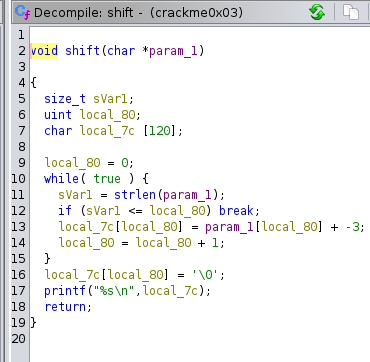 Decompile: shift - (crackme0x03)
1
2 void shift(char *param_1)
3
4 {
5 size_t sVar1;
6 uint local_80;
7 char local_7c [120];
8
9 local_80 = 0;
10 while( true ) {
11 sVar1 = strlen(param_1);
12 if (sVar1 <= local_80) break;
13 local_7c[local_80] = param_1[local_80] + -3;
14 local_80 = local_80 + 1;
15 }
16 local_7c[local_80] = '\0';
17 printf("%s\n",local_7c);
18 return;
19 }
20